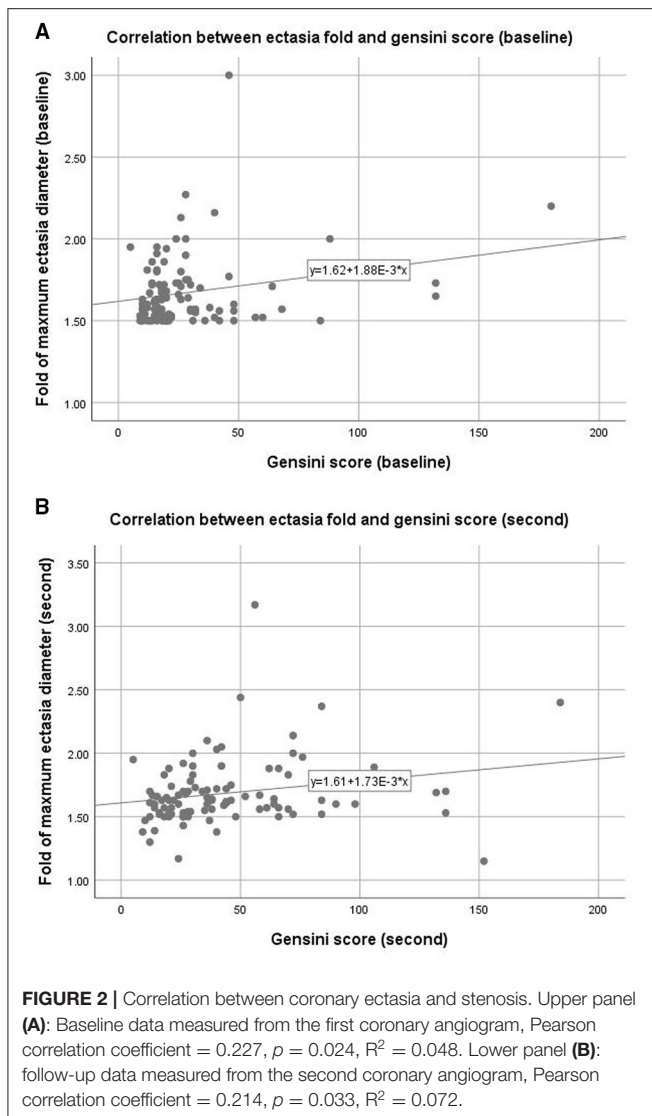 A
Correlation between ectasia fold and gensini score (baseline)
Fold of maxmum ectasia diameter (baseline)
3.00
2.50
2.00
1.50
1.00
y=1.62+1.88E-3*x
0 50 100 150 200
Gensini score (baseline)
B
Correlation between ectasia fold and gensini score (second)
Fold of maxmum ectasia diameter (second)
3.50
3.00
2.50
2.00
1.50
1.00
y=1.61+1.73E-3*x
0 50 100 150 200
Gensini score (second)
FIGURE 2 | Correlation between coronary ectasia and stenosis. Upper panel
(A): Baseline data measured from the first coronary angiogram, Pearson
correlation coefficient = 0.227, p = 0.024, R² = 0.048. Lower panel (B):
follow-up data measured from the second coronary angiogram, Pearson
correlation coefficient = 0.214, p = 0.033, R² = 0.072.